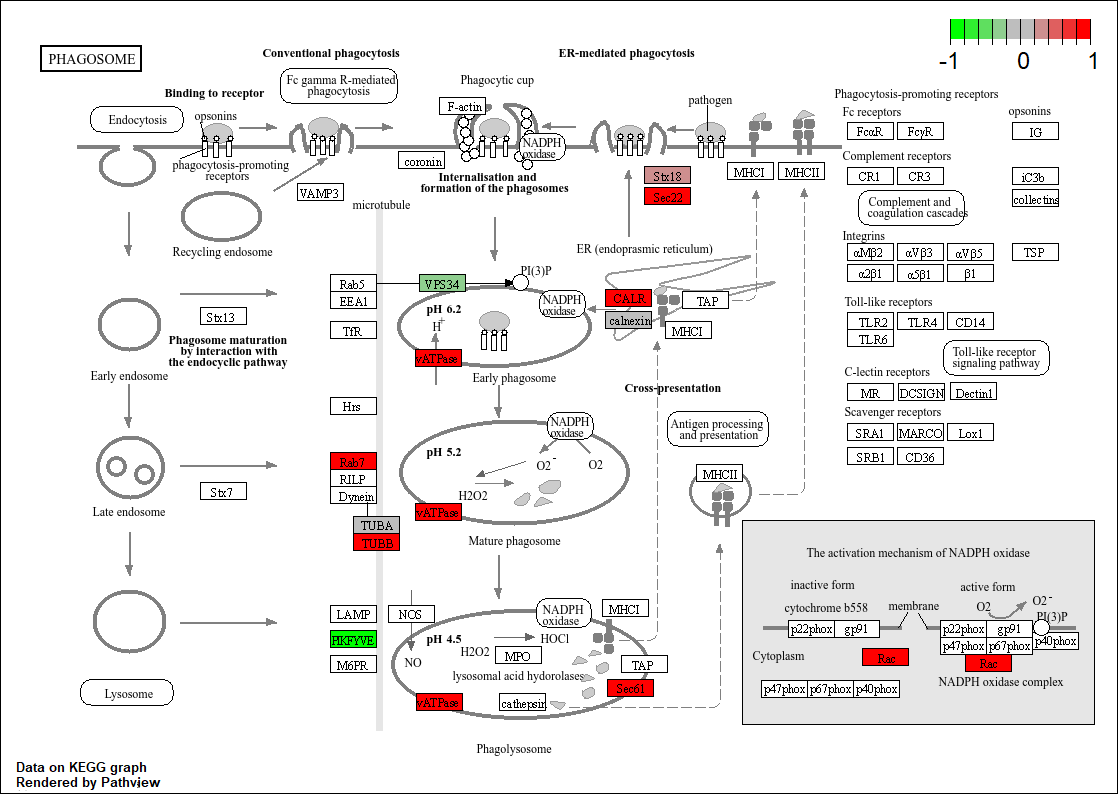 PHAGOSOME
Conventional phagocytosis
ER-mediated phagocytosis
-1
0
1
Binding to receptor
Fc gamma R-mediated
phagocytosis
Phagocytic cup
Endocytosis
opsonins
F-actin
pathogen
NADPH
oxidase
coronin
phagocytosis-promoting
receptors
Internalisation and
formation of the phagosomes
Stx18
Sec22
MHCI
MHCII
VAMP3
microtubule
Recycling endosome
ER (endoprasmic reticulum)
Phagocytosis-promoting receptors
Fc receptors
opsonins
FcαR
FcγR
IG
Complement receptors
CR1
CR3
iC3b
Complement and
coagulation cascades
collectins
Integrins
αMβ2
αVβ3
αVβ5
TSP
α2β1
α5β1
β1
Toll-like receptors
TLR2
TLR4
CD14
TLR6
Toll-like receptor
signaling pathway
C-lectin receptors
MR
DCSIGN
Dectin1
Scavenger receptors
SRA1
MARCO
Lox1
SRB1
CD36
Rab5
VPS34
PI(3)P
EEA1
NADPH
oxidase
CALR
TAP
calnexin
MHCI
pH 6.2
H+
Stx13
TfR
Phagosome maturation
by interaction with
the endocyclic pathway
vATPase
Early endosome
Early phagosome
Cross-presentation
Hrs
NADPH
oxidase
Antigen processing
and presentation
pH 5.2
O2-
O2
H2O2
Rab7
RILP
Dynein
Stx7
vATPase
MHCII
Late endosome
TUBA
TUBB
Mature phagosome
LAMP
NOS
NADPH
oxidase
MHCI
PIKFYVE
pH 4.5
HOCl
H2O2
MPO
M6PR
NO
TAP
lysosomal acid hydorolases
Sec61
Lysosome
vATPase
cathepsin
Phagolysosome
The activation mechanism of NADPH oxidase
inactive form
active form
cytochrome b558
membrane
O2
O2-
PI(3)P
p22phox
gp91
p22phox
gp91
p47phox
p67phox
p40phox
Cytoplasm
Rac
Rac
p47phox
p67phox
p40phox
NADPH oxidase complex
Data on KEGG graph
Rendered by Pathview